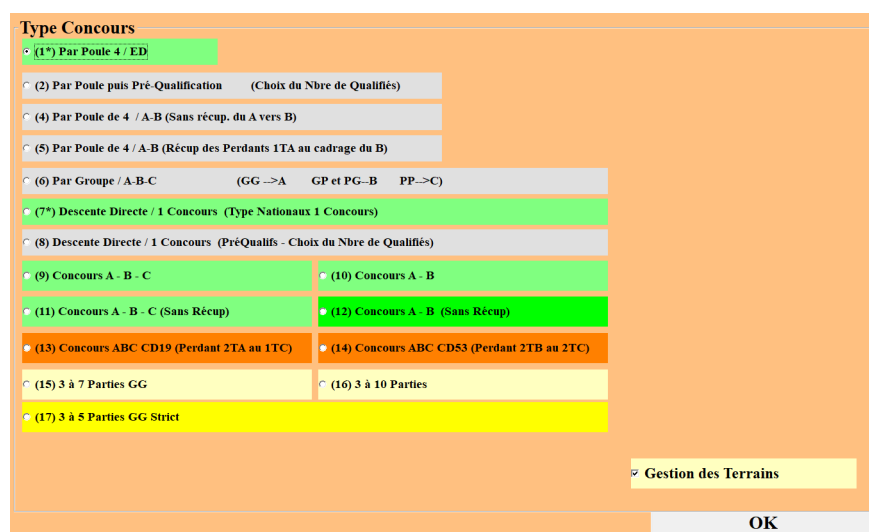 Type Concours
(1*) Par Poule 4 / ED
(2) Par Poule puis Pré-Qualification (Choix du Nbre de Qualifiés)
(4) Par Poule de 4 / A-B (Sans récup. du A vers B)
(5) Par Poule de 4 / A-B (Récup des Perdants 1TA au cadrage du B)
(6) Par Groupe / A-B-C (GG -->A GP et PG--B PP-->C)
(7*) Descente Directe / 1 Concours (Type Nationaux 1 Concours)
(8) Descente Directe / 1 Concours (PréQualifs - Choix du Nbre de Qualifiés)
(9) Concours A - B - C (10) Concours A - B
(11) Concours A - B - C (Sans Récup) (12) Concours A - B (Sans Récup)
(13) Concours ABC CD19 (Perdant 2TA au 1TC) (14) Concours ABC CD53 (Perdant 2TB au 2TC)
(15) 3 à 7 Parties GG (16) 3 à 10 Parties
(17) 3 à 5 Parties GG Strict
Gestion des Terrains
OK